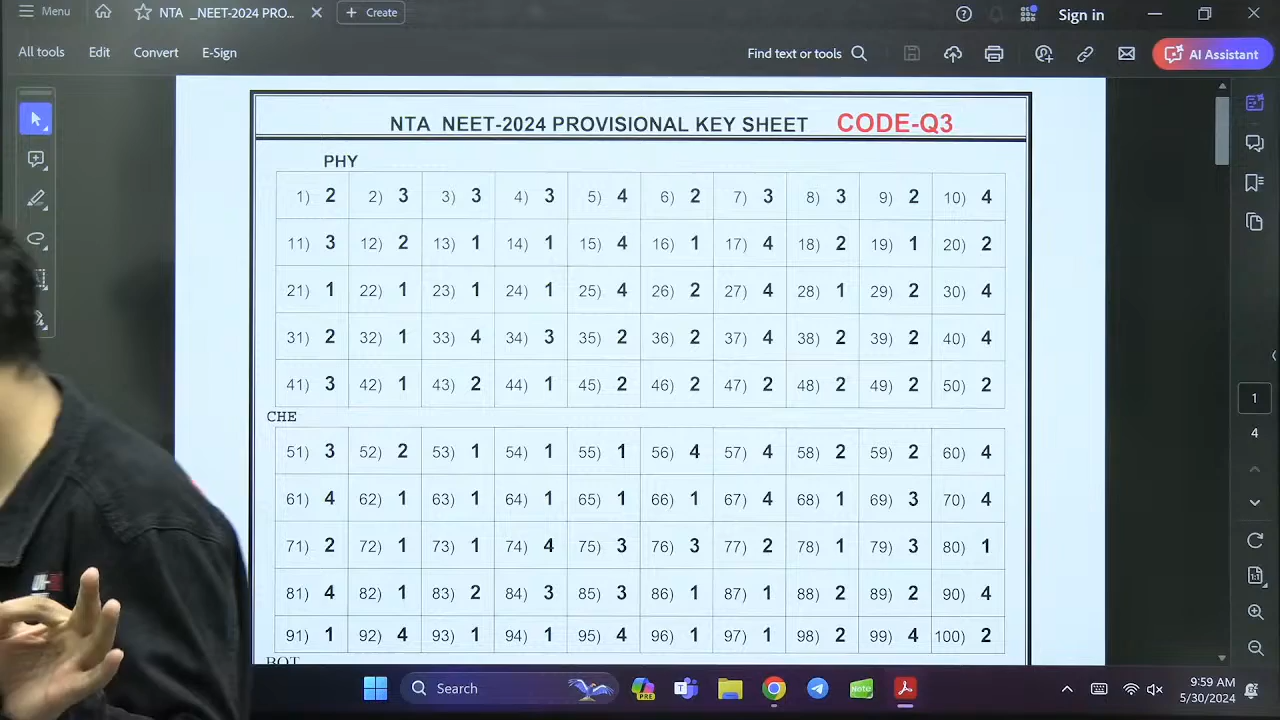 Menu
NTA _NEET-2024 PRO...
Create
Sign in
All tools
Edit
Convert
E-Sign
Find text or tools
AI Assistant
NTA NEET-2024 PROVISIONAL KEY SHEET CODE-Q3
PHY
1) 2 2) 3 3) 3 4) 3 5) 4 6) 2 7) 3 8) 3 9) 2 10) 4
11) 3 12) 2 13) 1 14) 1 15) 4 16) 1 17) 4 18) 2 19) 1 20) 2
21) 1 22) 1 23) 1 24) 1 25) 4 26) 2 27) 4 28) 1 29) 2 30) 4
31) 2 32) 1 33) 4 34) 3 35) 2 36) 2 37) 4 38) 2 39) 2 40) 4
41) 3 42) 1 43) 2 44) 1 45) 2 46) 2 47) 2 48) 2 49) 2 50) 2
CHE
51) 3 52) 2 53) 1 54) 1 55) 1 56) 4 57) 4 58) 2 59) 2 60) 4
61) 4 62) 1 63) 1 64) 1 65) 1 66) 1 67) 4 68) 1 69) 3 70) 4
71) 2 72) 1 73) 1 74) 4 75) 3 76) 3 77) 2 78) 1 79) 3 80) 1
81) 4 82) 1 83) 2 84) 3 85) 3 86) 1 87) 1 88) 2 89) 2 90) 4
91) 1 92) 4 93) 1 94) 1 95) 4 96) 1 97) 1 98) 2 99) 4 100) 2
BOT
1
4
1:1
Search
PRE
Note
9:59 AM
5/30/2024